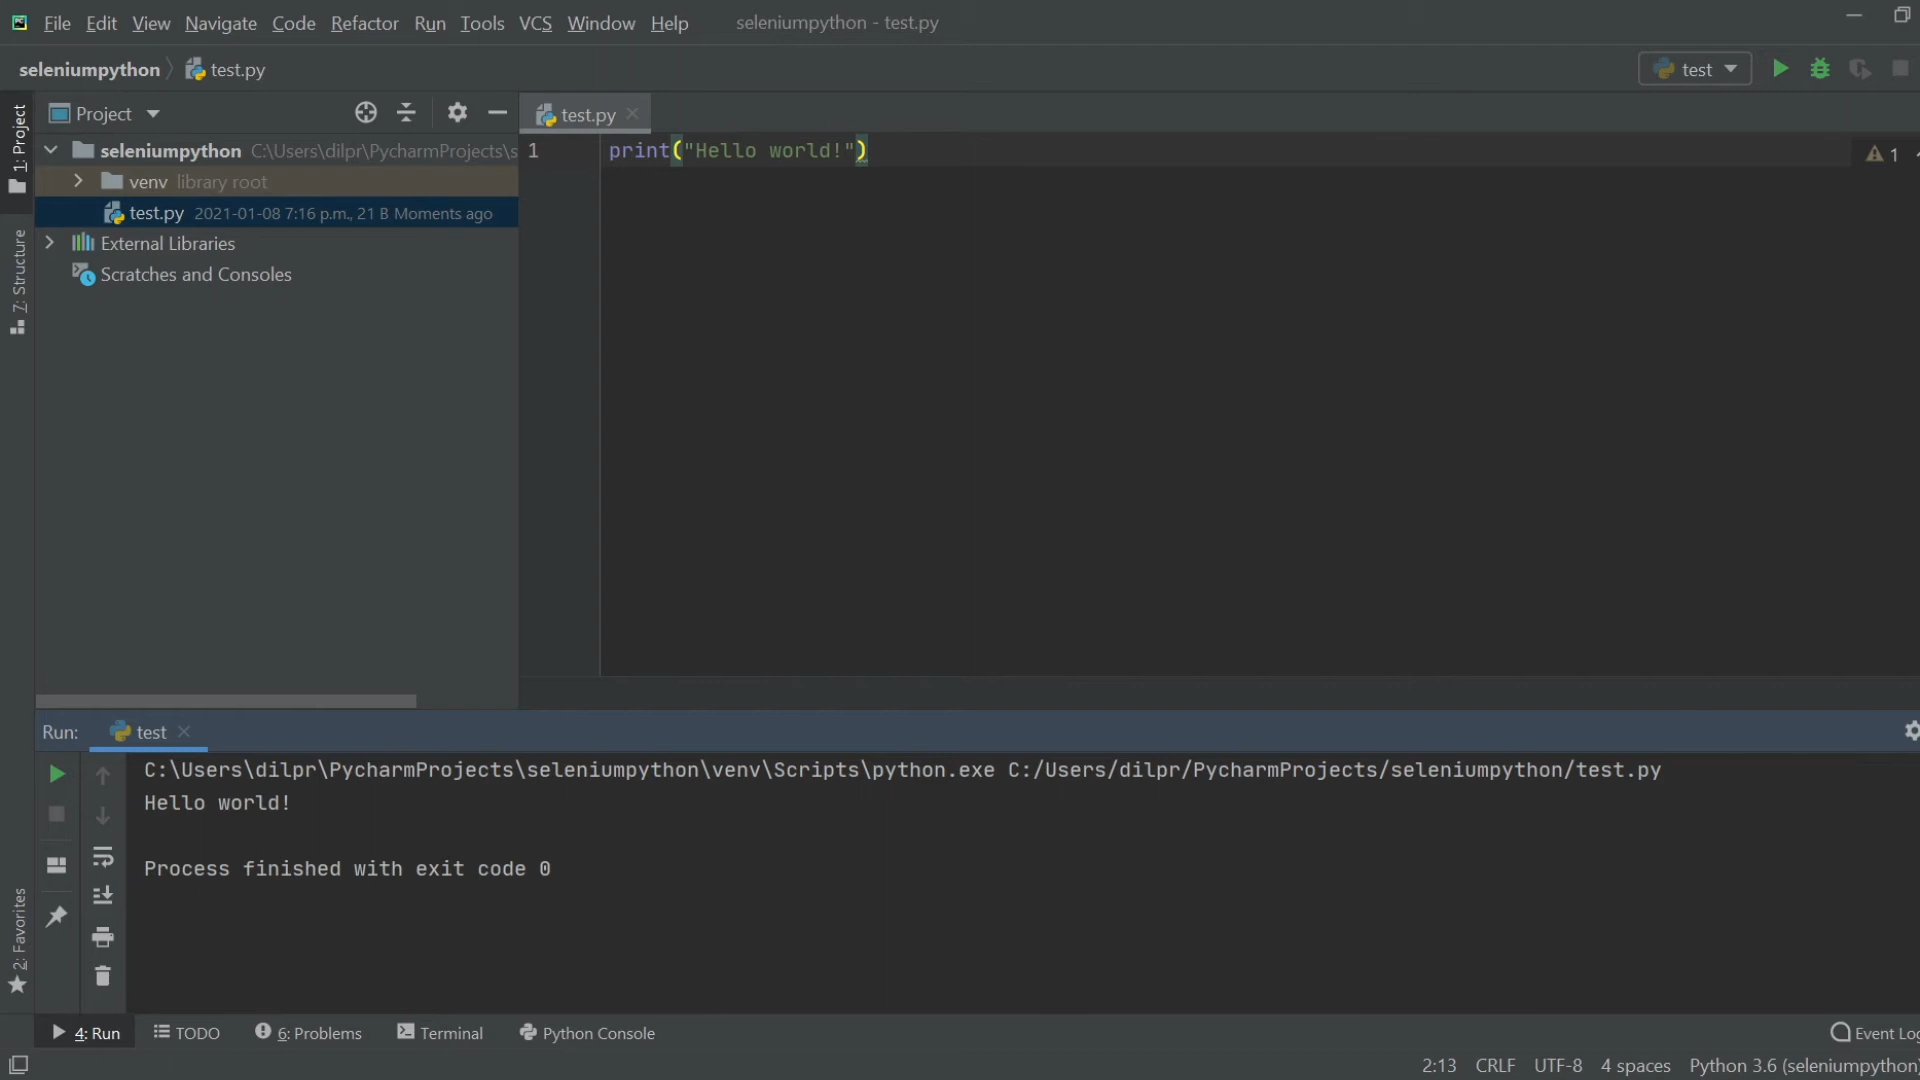 File Edit View Navigate Code Refactor Run Tools VCS Window Help seleniumpython - test.py
seleniumpython test.py test
1: Project
Project
test.py
seleniumpython C:\Users\dilpr\PycharmProjects\s
venv library root
test.py 2021-01-08 7:16 p.m., 21 B Moments ago
External Libraries
Scratches and Consoles
7: Structure
1 print("Hello world!")
1
Run: test
C:\Users\dilpr\PycharmProjects\seleniumpython\venv\Scripts\python.exe C:/Users/dilpr/PycharmProjects/seleniumpython/test.py
Hello world!
Process finished with exit code 0
2: Favorites
4: Run TODO 6: Problems Terminal Python Console Event Log
2:13 CRLF UTF-8 4 spaces Python 3.6 (seleniumpython)